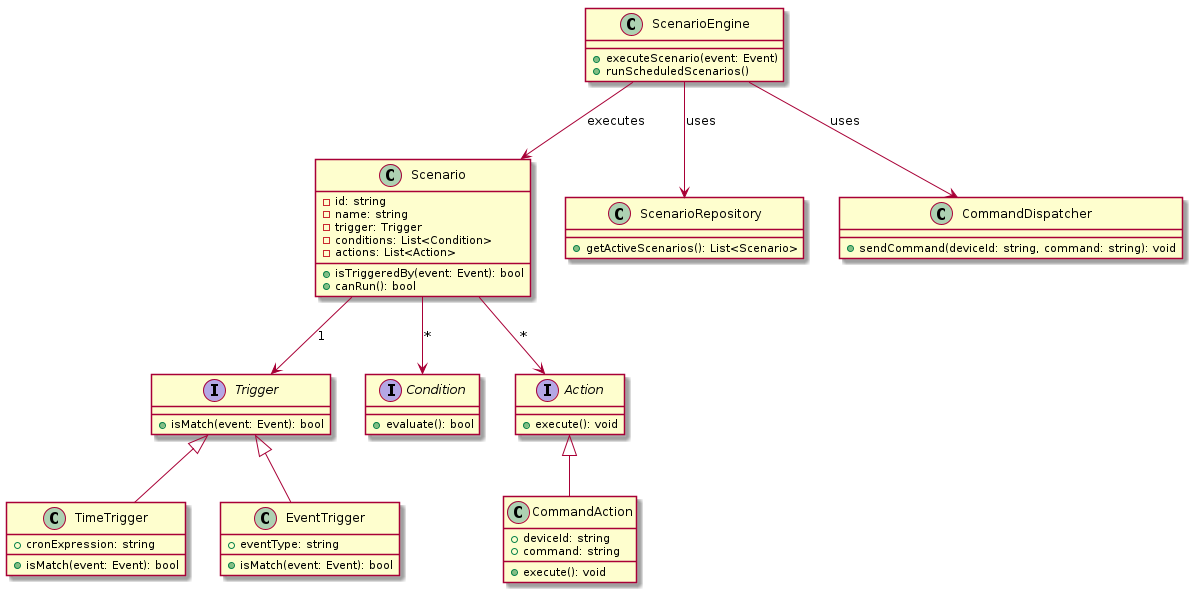 C ScenarioEngine
executeScenario(event: Event)
runScheduledScenarios()
executes
uses
uses
C Scenario
id: string
name: string
trigger: Trigger
conditions: List<Condition>
actions: List<Action>
isTriggeredBy(event: Event): bool
canRun(): bool
C ScenarioRepository
getActiveScenarios(): List<Scenario>
C CommandDispatcher
sendCommand(deviceId: string, command: string): void
1
*
*
I Trigger
isMatch(event: Event): bool
I Condition
evaluate(): bool
I Action
execute(): void
C TimeTrigger
cronExpression: string
isMatch(event: Event): bool
C EventTrigger
eventType: string
isMatch(event: Event): bool
C CommandAction
deviceId: string
command: string
execute(): void